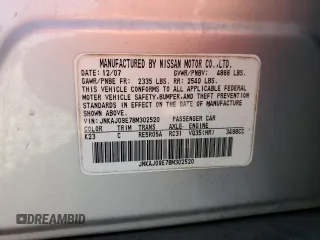 MANUFACTURED BY NISSAN MOTOR CO.,LTD.
DATE: 12/07 GVWR/PNBV: 4866 LBS.
GAWR/PNBE FR: 2335 LBS. RR: 2540 LBS.
THIS VEHICLE CONFORMS TO ALL APPLICABLE FEDERAL
MOTOR VEHICLE SAFETY,BUMPER,AND THEFT PREVENTION
STANDARDS IN EFFECT ON THE DATE OF MANUFACTURE
SHOWN ABOVE.
VIN: JNKAJ09E78M302520 PASSENGER CAR
COLOR TRIM TRANS AXLE ENGINE
K23 C RE5R05A RC31 VQ35(HR) 3498CC
JNKAJ09E78M302520
DREAMBID